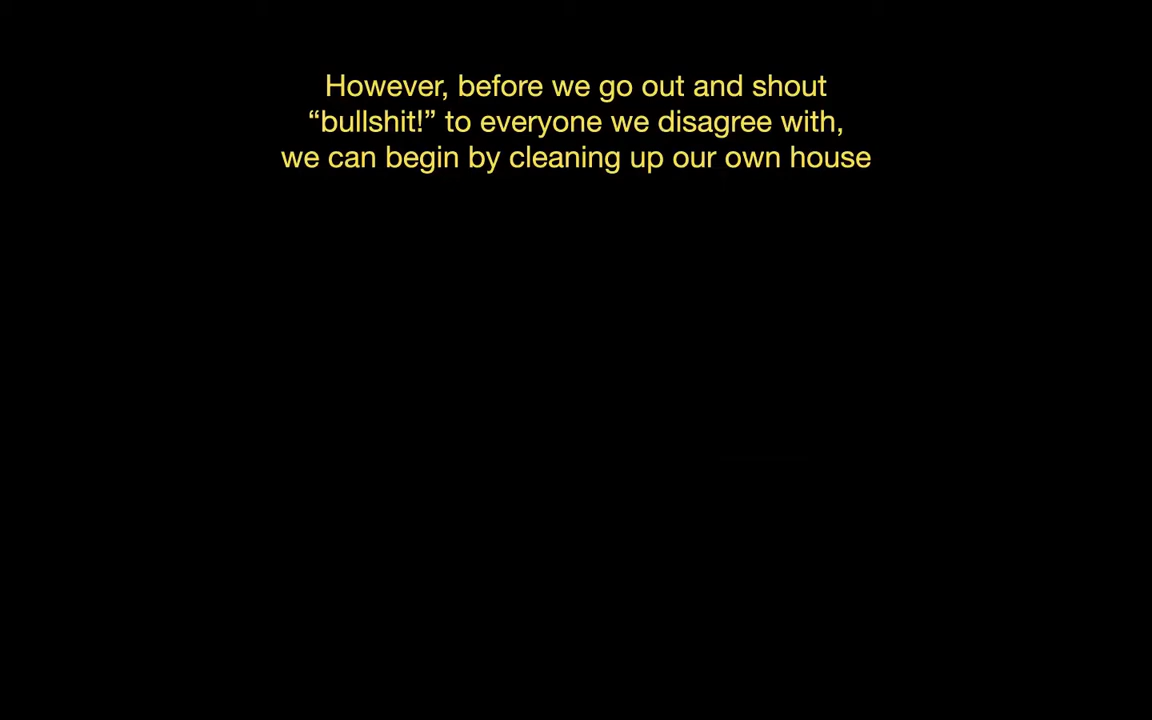 However, before we go out and shout
“bullshit!” to everyone we disagree with,
we can begin by cleaning up our own house